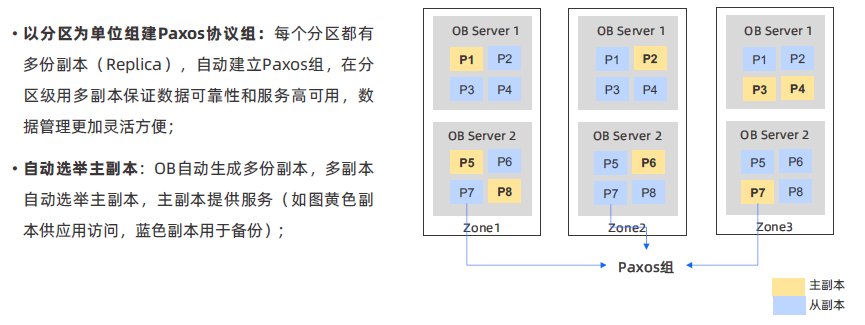 • 以分区为单位组建Paxos协议组：每个分区都有
多份副本（Replica），自动建立Paxos组，在分
区级用多副本保证数据可靠性和服务高可用，数
据管理更加灵活方便；
• 自动选举主副本：OB自动生成多份副本，多副本
自动选举主副本，主副本提供服务（如图黄色副
本供应用访问，蓝色副本用于备份）；
OB Server 1
P1 P2
P3 P4
OB Server 2
P5 P6
P7 P8
Zone1
OB Server 1
P1 P2
P3 P4
OB Server 2
P5 P6
P7 P8
Zone2
OB Server 1
P1 P2
P3 P4
OB Server 2
P5 P6
P7 P8
Zone3
Paxos组
主副本
从副本